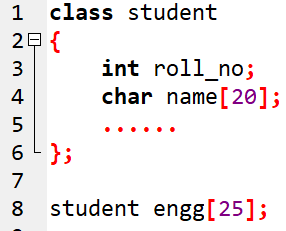 1 class student
2 {
3 int roll_no;
4 char name[20];
5 ......
6 };
7
8 student engg[25];